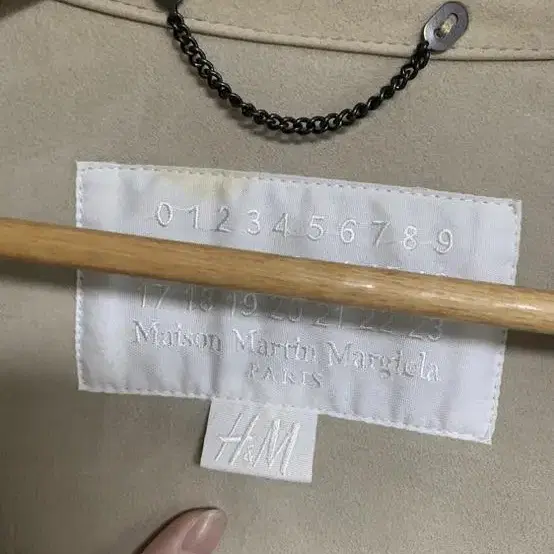 0 1 2 3 4 5 6 7 8 9
17 18 19 20 21 22 23
Maison Martin Margiela
PARIS
H&M